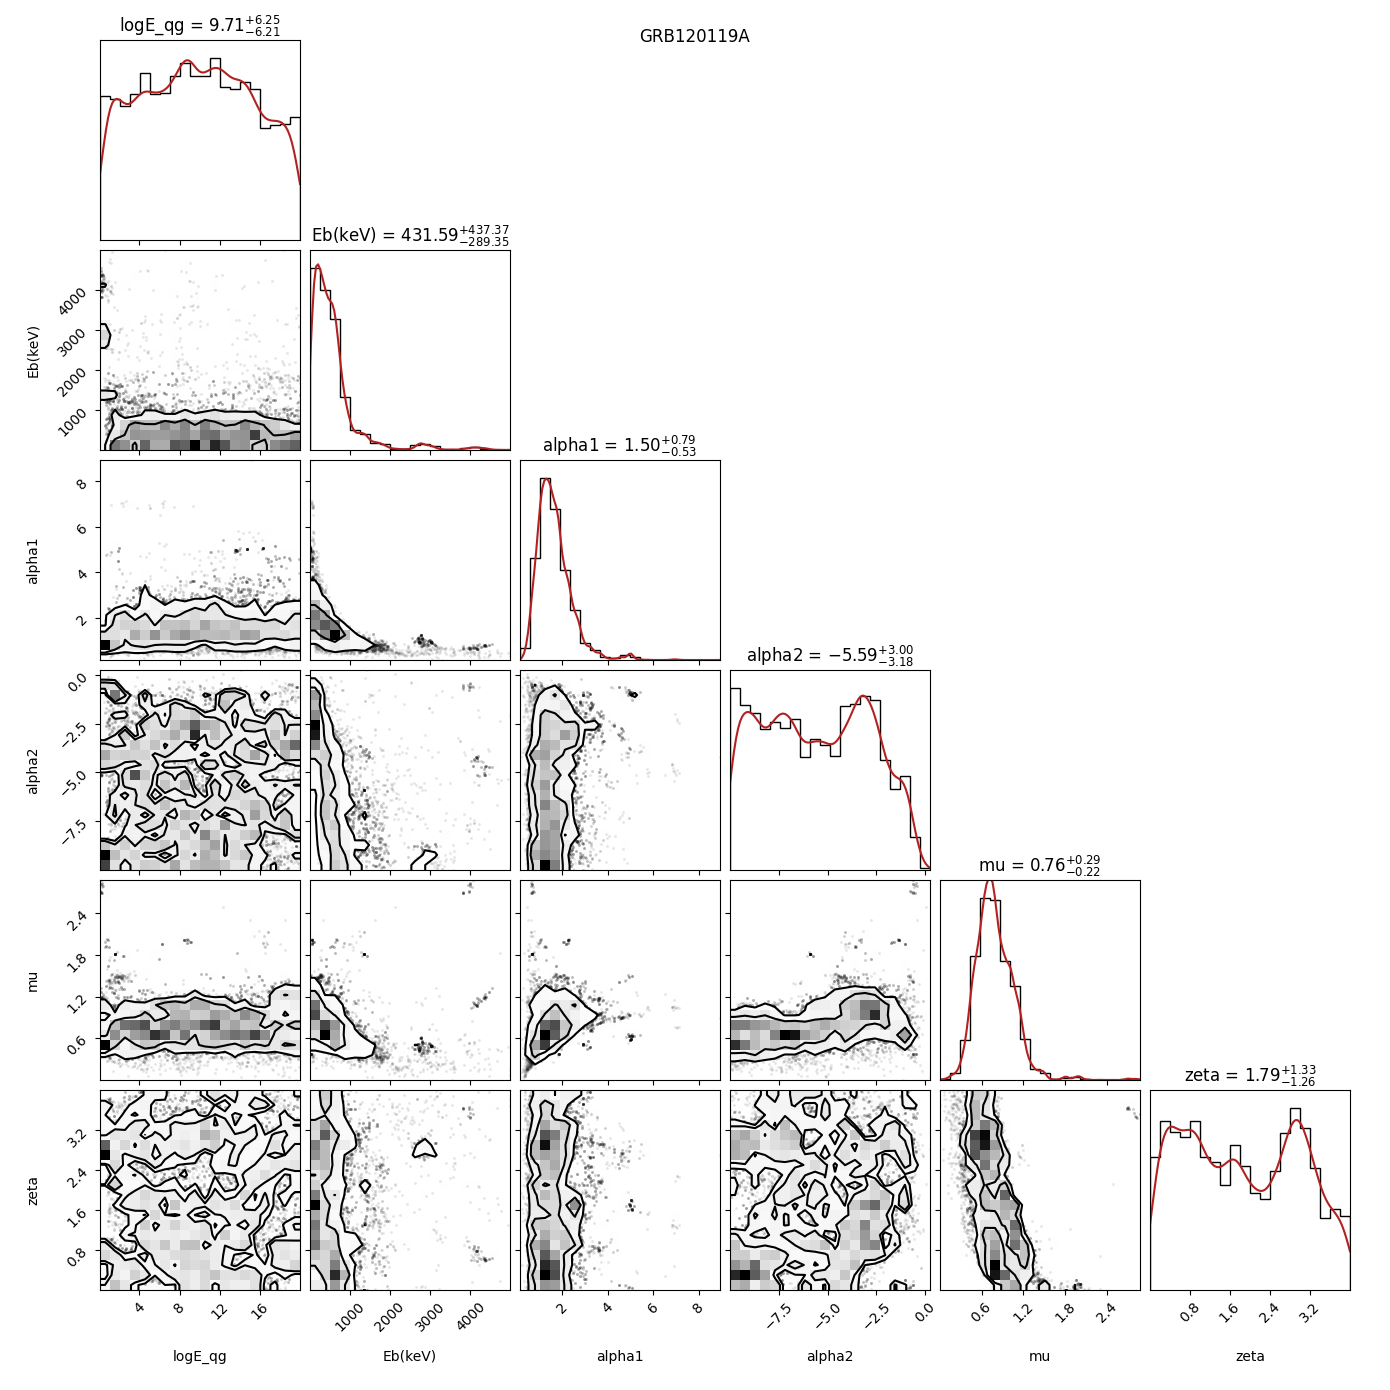 GRB120119A
logE_qg = 9.71+6.25−6.21
Eb(keV) = 431.59+437.37−289.35
4000
3000
2000
1000
Eb(keV)
alpha1 = 1.50+0.79−0.53
8
6
4
2
alpha1
alpha2 = −5.59+3.00−3.18
0.0
−2.5
−5.0
−7.5
alpha2
mu = 0.76+0.29−0.22
2.4
1.8
1.2
0.6
mu
zeta = 1.79+1.33−1.26
3.2
2.4
1.6
0.8
zeta
4 8 12 16 1000 2000 3000 4000 2 4 6 8 −7.5 −5.0 −2.5 0.0 0.6 1.2 1.8 2.4 0.8 1.6 2.4 3.2
logE_qg Eb(keV) alpha1 alpha2 mu zeta